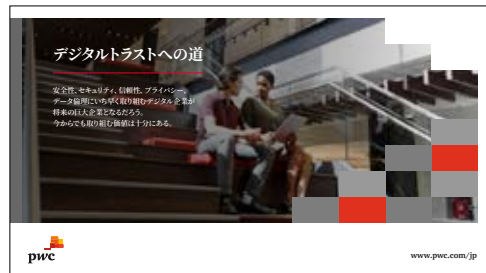 デジタルトラストへの道
安全性、セキュリティ、信頼性、プライバシー、
データ倫理にいち早く取り組むデジタル企業が
将来の巨大企業となるだろう。
今からでも取り組む価値は十分にある。
pwc
www.pwc.com/jp